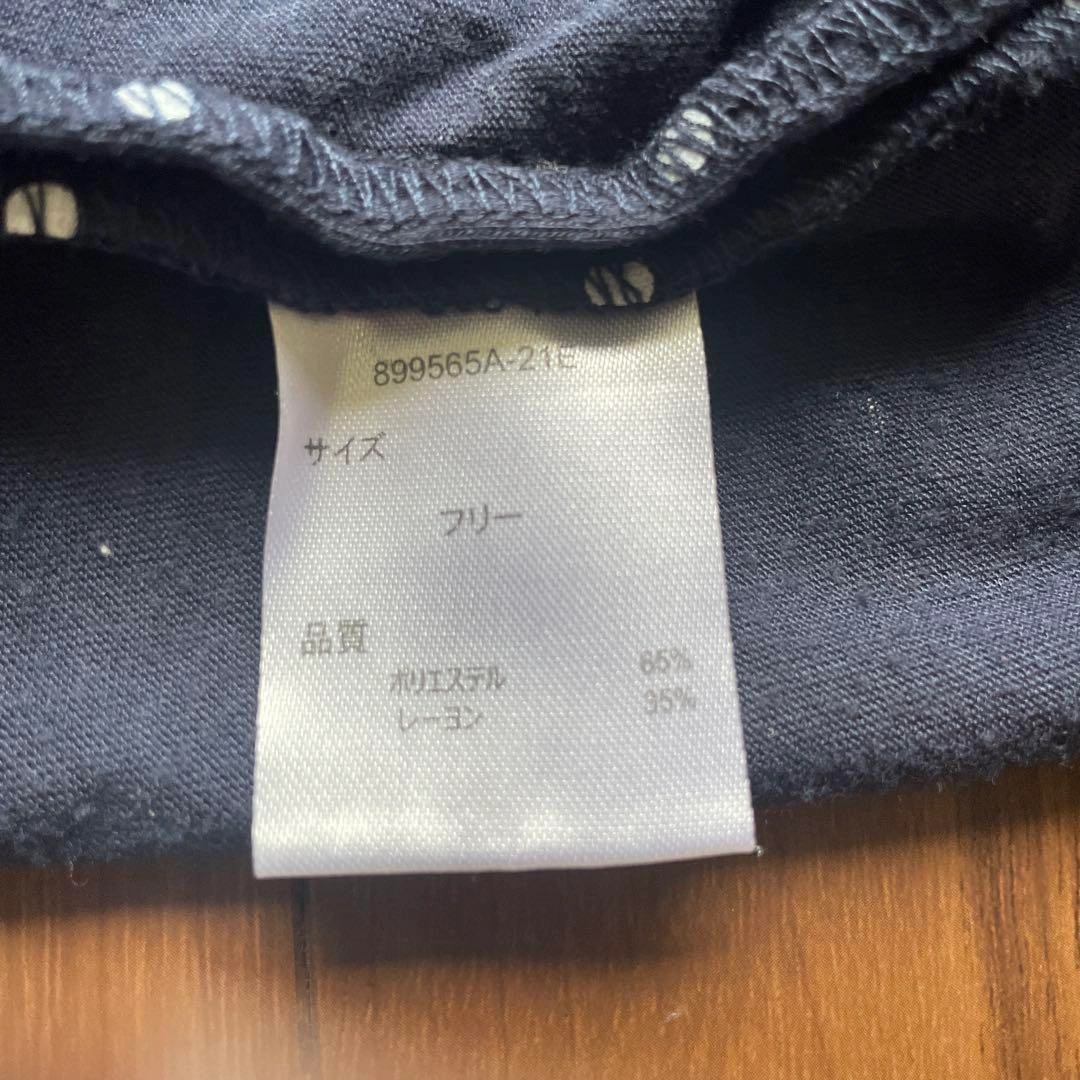 899565A-21E
サイズ
フリー
品質
ポリエステル 65%
レーヨン 35%